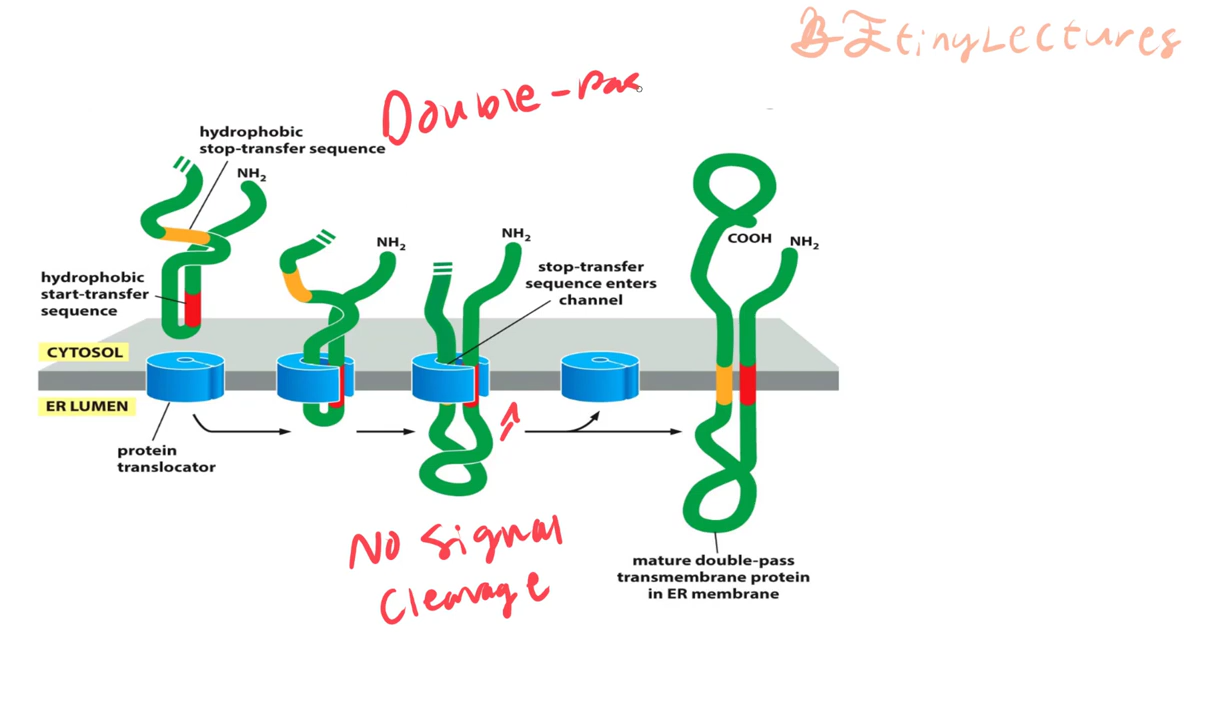 tinyLectures
Double-Pas
hydrophobic
stop-transfer sequence
NH2
hydrophobic
start-transfer
sequence
NH2
NH2
stop-transfer
sequence enters
channel
COOH
NH2
CYTOSOL
ER LUMEN
protein
translocator
No Signal
Cleavage
mature double-pass
transmembrane protein
in ER membrane